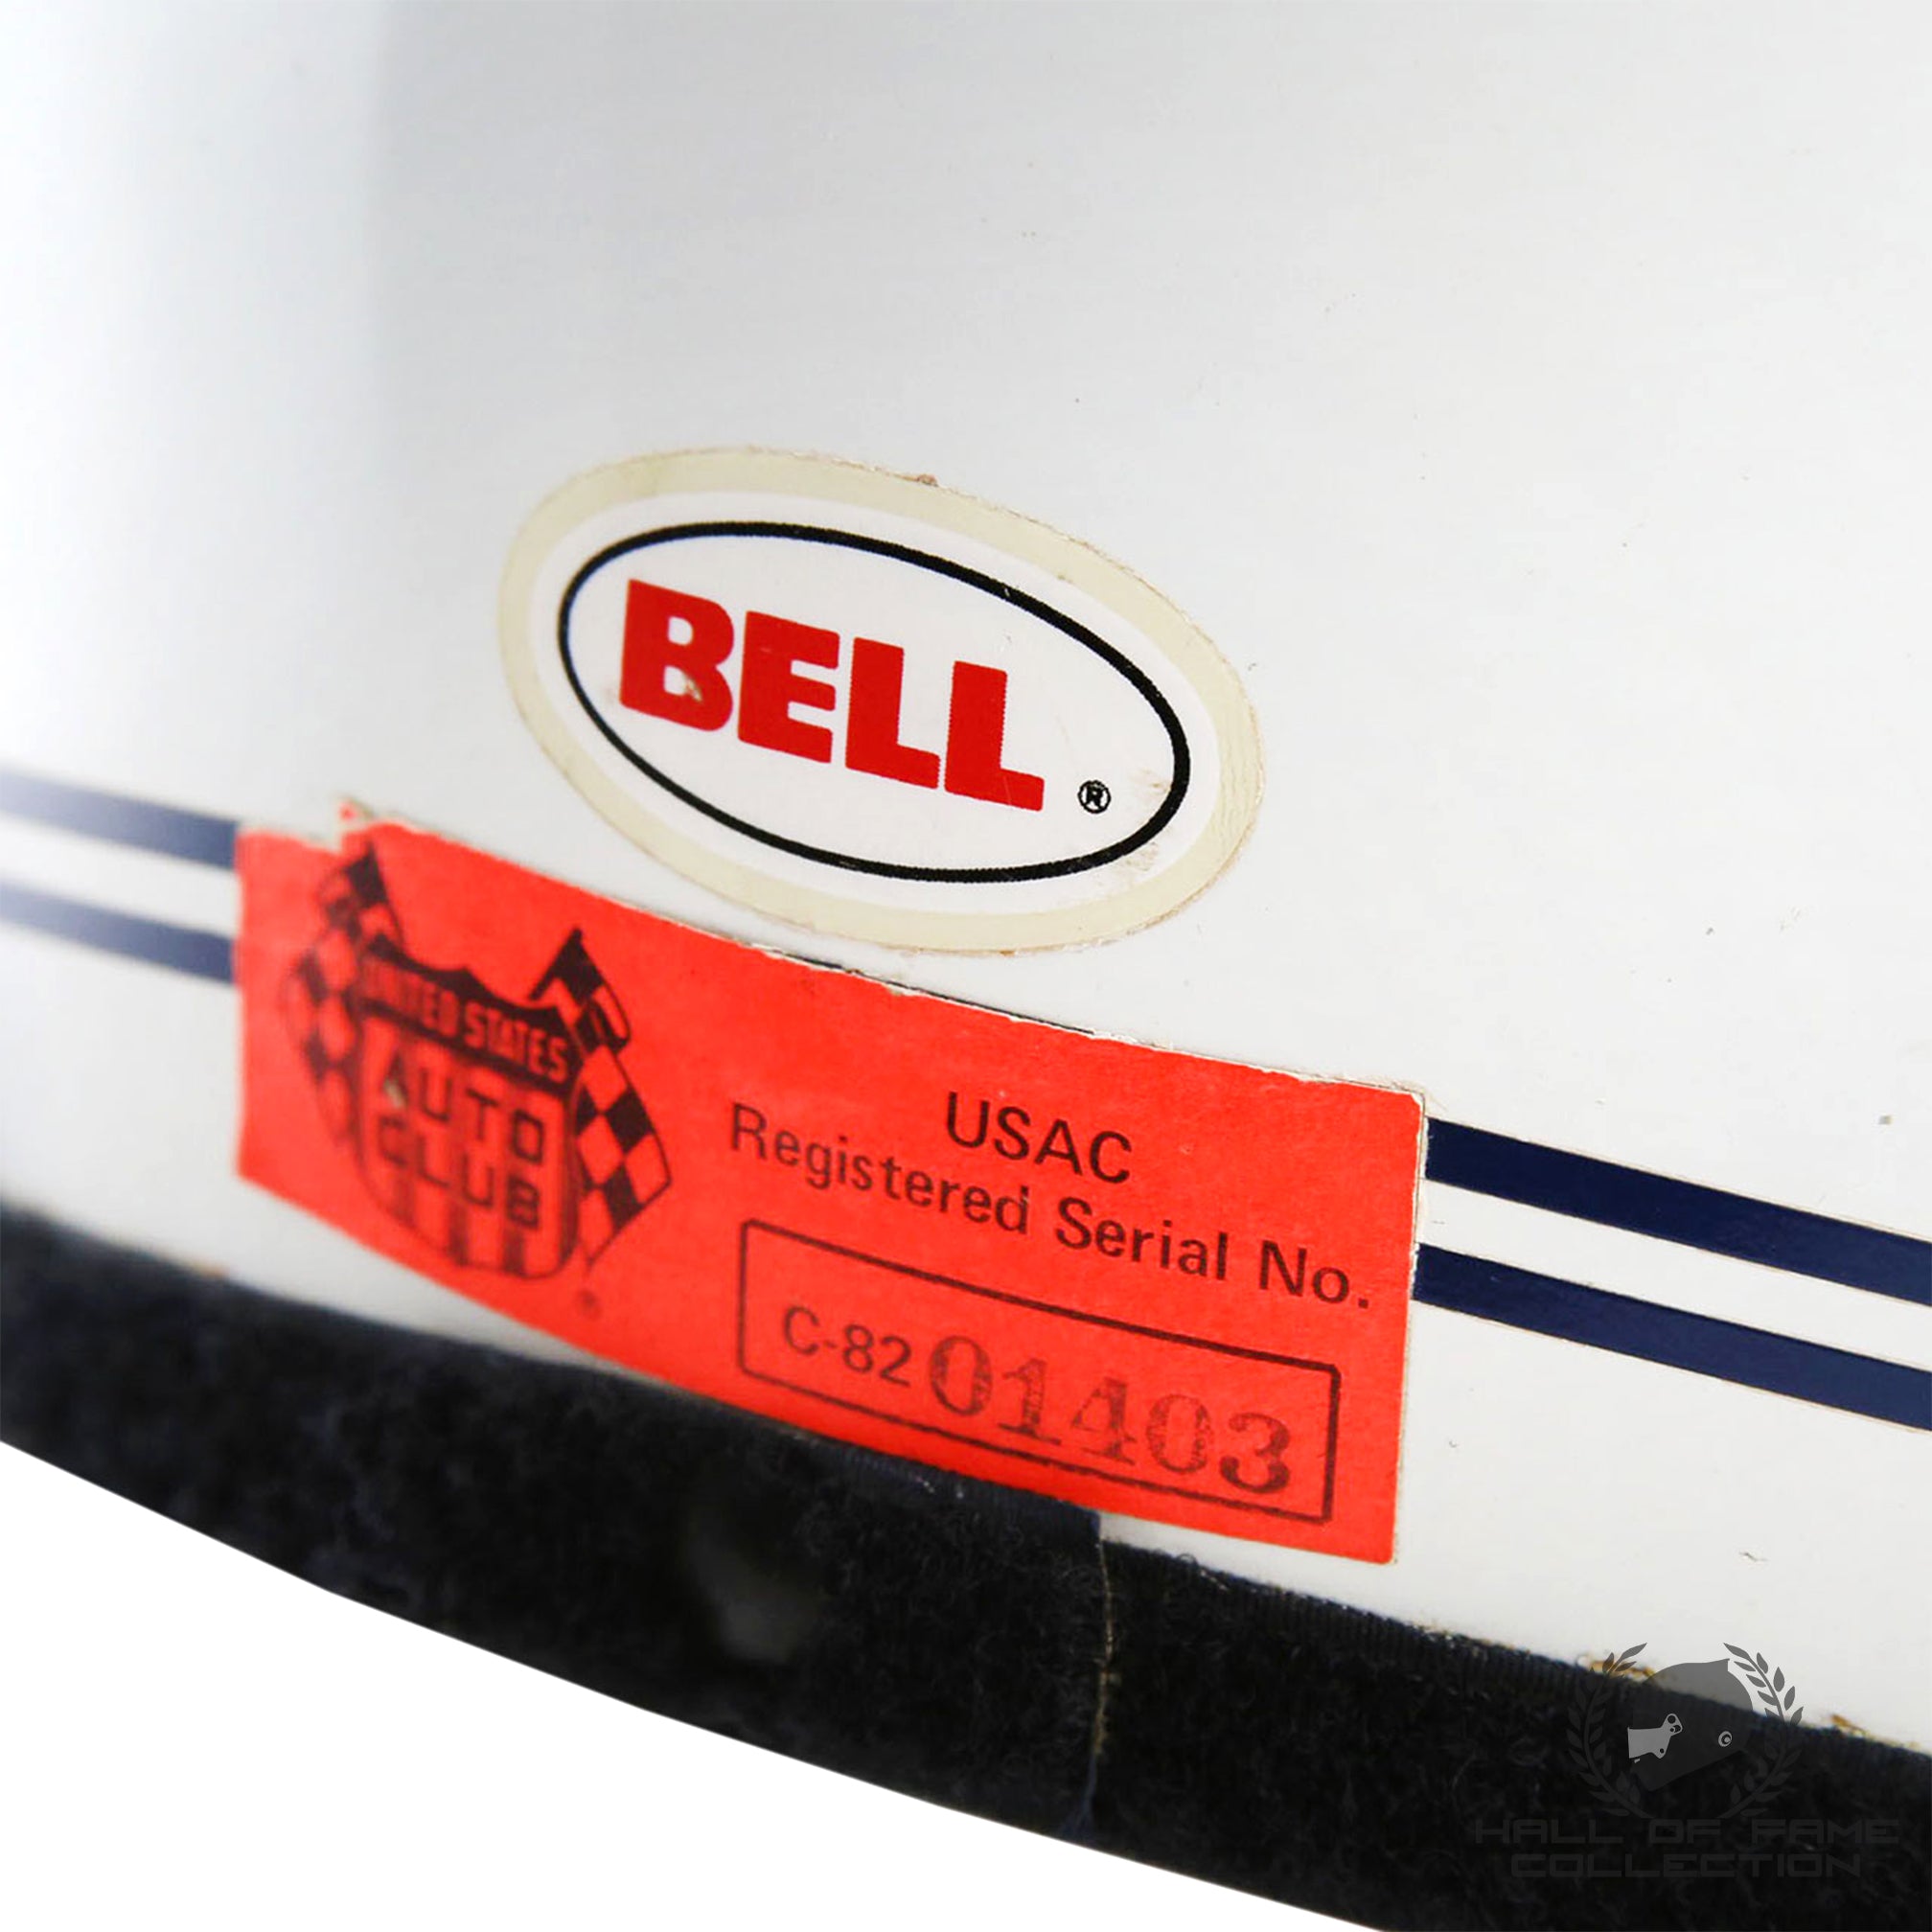 BELL ®
UNITED STATES
AUTO
CLUB
®
USAC
Registered Serial No.
C-82 01403
HALL OF FAME
COLLECTION